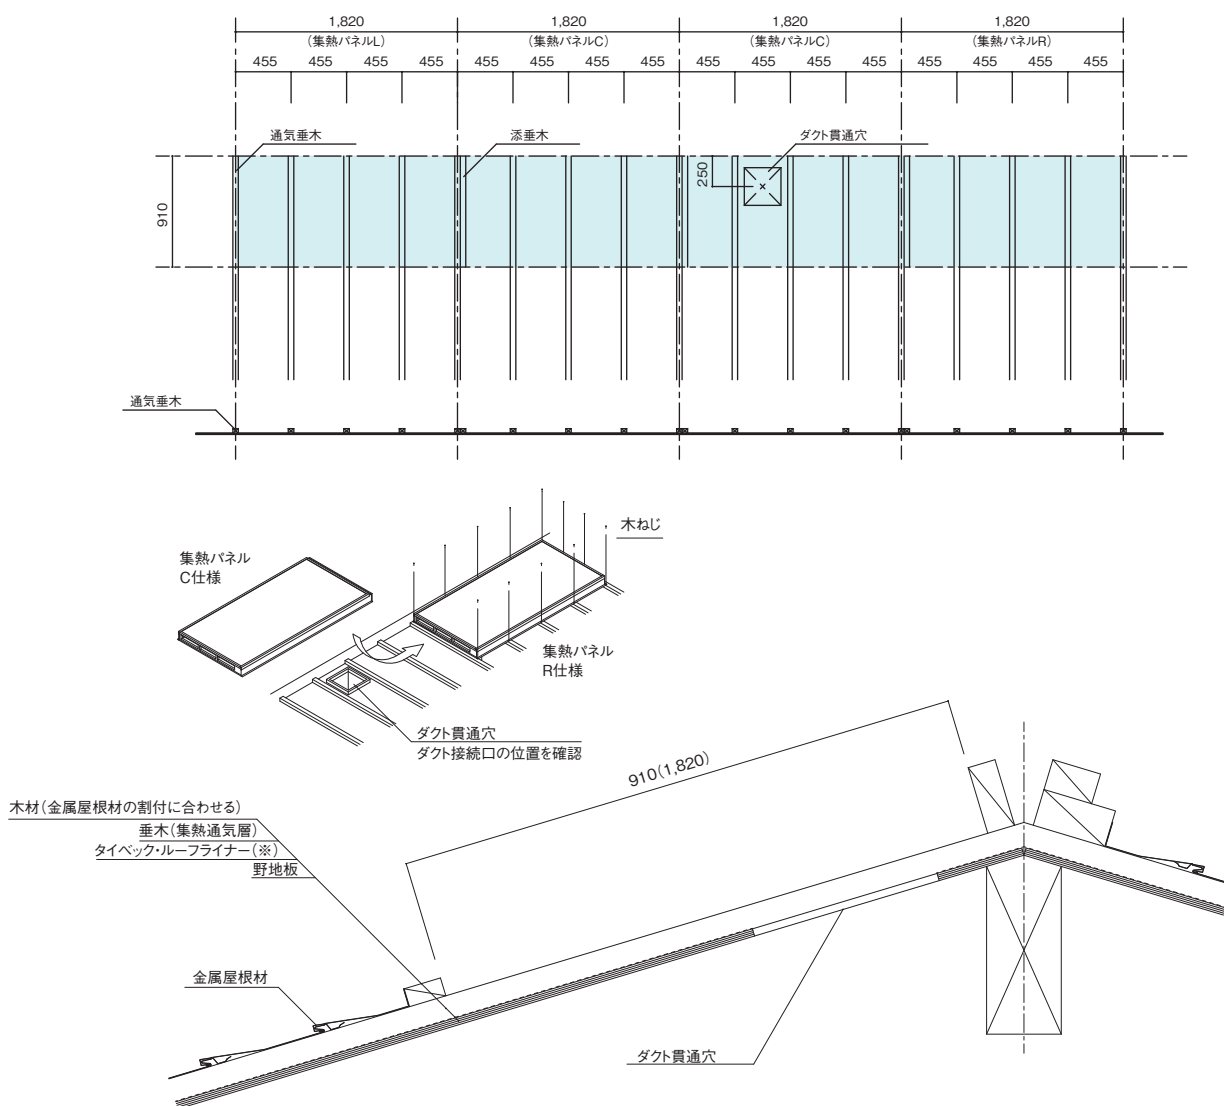 1,820 1,820 1,820 1,820
(集熱パネルL) (集熱パネルC) (集熱パネルC) (集熱パネルR)
455 455 455 455 455 455 455 455 455 455 455 455 455 455 455 455
通気垂木
添垂木
ダクト貫通穴
250
910
通気垂木
木ねじ
集熱パネル
C仕様
集熱パネル
R仕様
ダクト貫通穴
ダクト接続口の位置を確認
910(1,820)
木材(金属屋根材の割付に合わせる)
垂木(集熱通気層)
タイベック・ルーフライナー(※)
野地板
金属屋根材
ダクト貫通穴